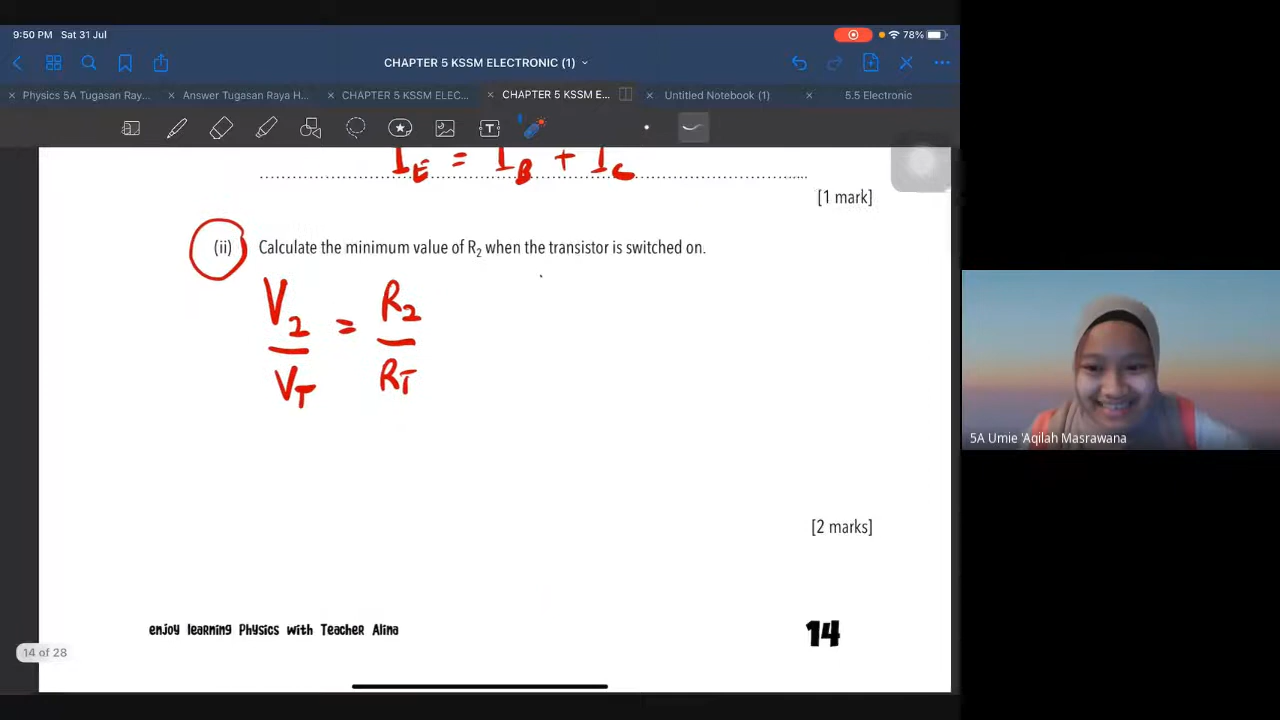 9:50 PM Sat 31 Jul
78%
CHAPTER 5 KSSM ELECTRONIC (1)
Physics 5A Tugasan Ray...
Answer Tugasan Raya H...
CHAPTER 5 KSSM ELEC...
CHAPTER 5 KSSM E...
Untitled Notebook (1)
5.5 Electronic
I_E = I_B + I_C
[1 mark]
(ii) Calculate the minimum value of R₂ when the transistor is switched on.
V₂ / V_T = R₂ / R_T
[2 marks]
enjoy learning Physics with Teacher Alina
14
14 of 28
5A Umie 'Aqilah Masrawana